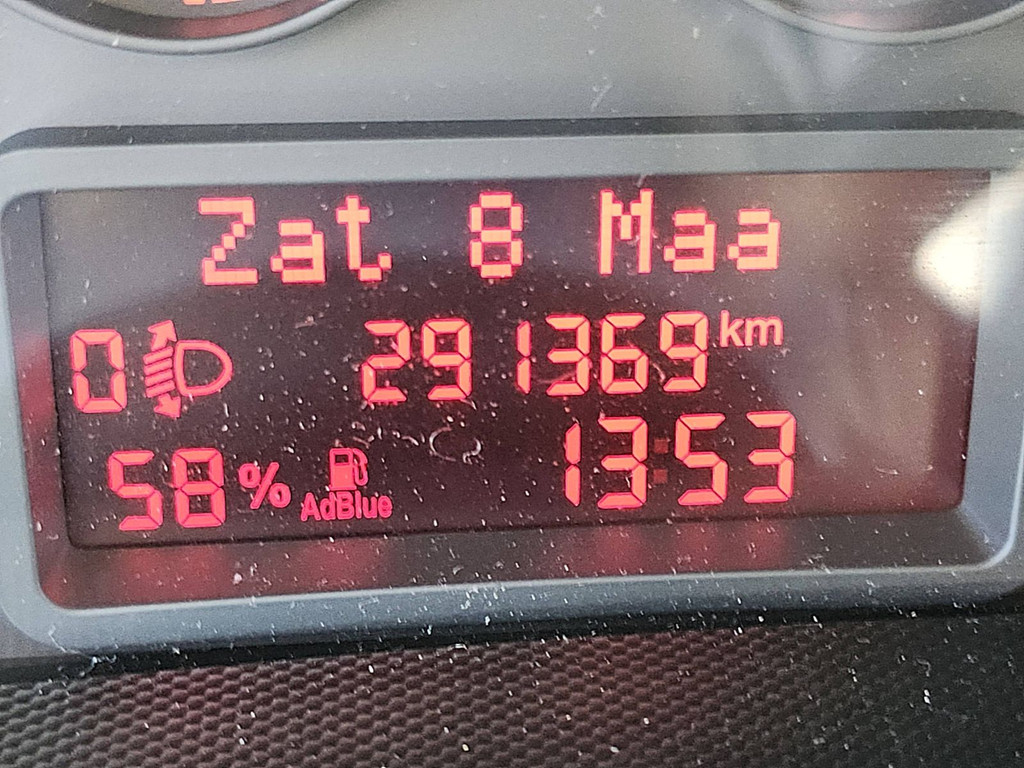 Zat 8 Maa
0 291369 km
58 % AdBlue 13:53